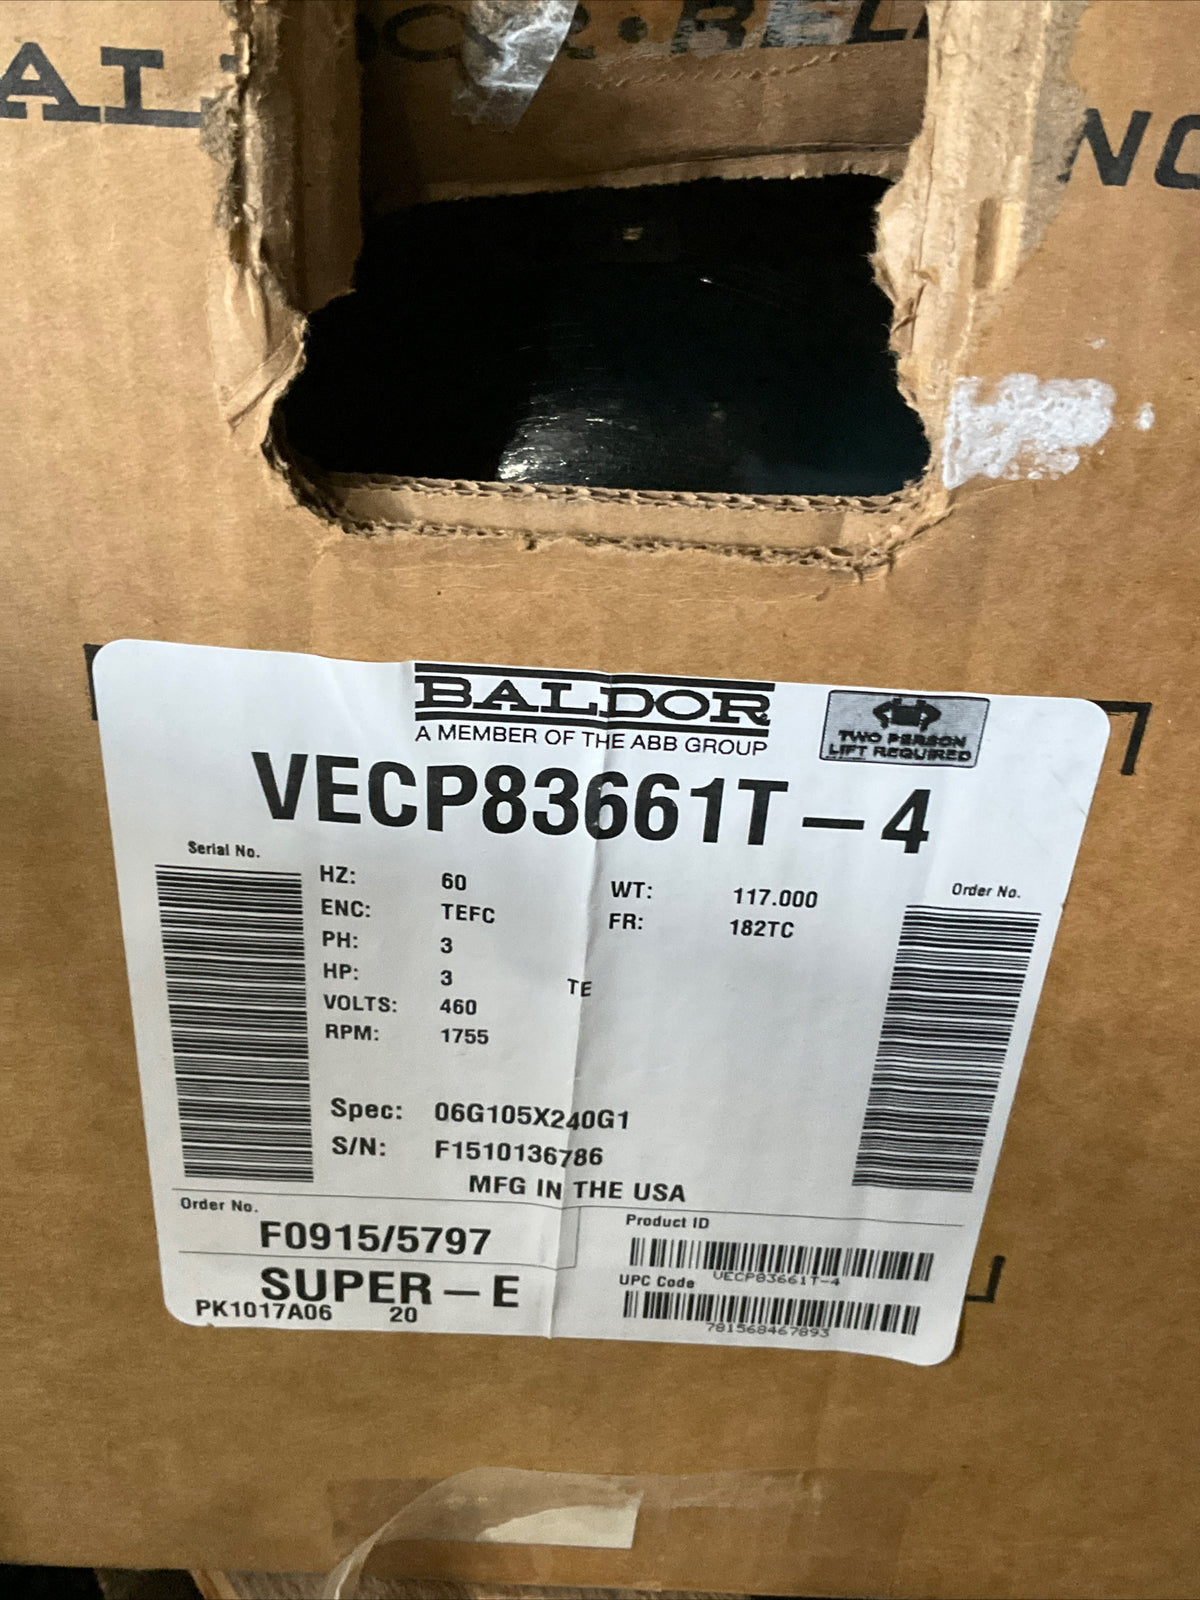 BALDOR
A MEMBER OF THE ABB GROUP
TWO PERSON
LIFT REQUIRED
VECP83661T-4
Serial No.
Order No.
HZ: 60 WT: 117.000
ENC: TEFC FR: 182TC
PH: 3
HP: 3 TE
VOLTS: 460
RPM: 1755
Spec: 06G105X240G1
S/N: F1510136786
MFG IN THE USA
Order No.
F0915/5797
Product ID
VECP83661T-4
SUPER-E
UPC Code
PK1017A06 20
781568467893